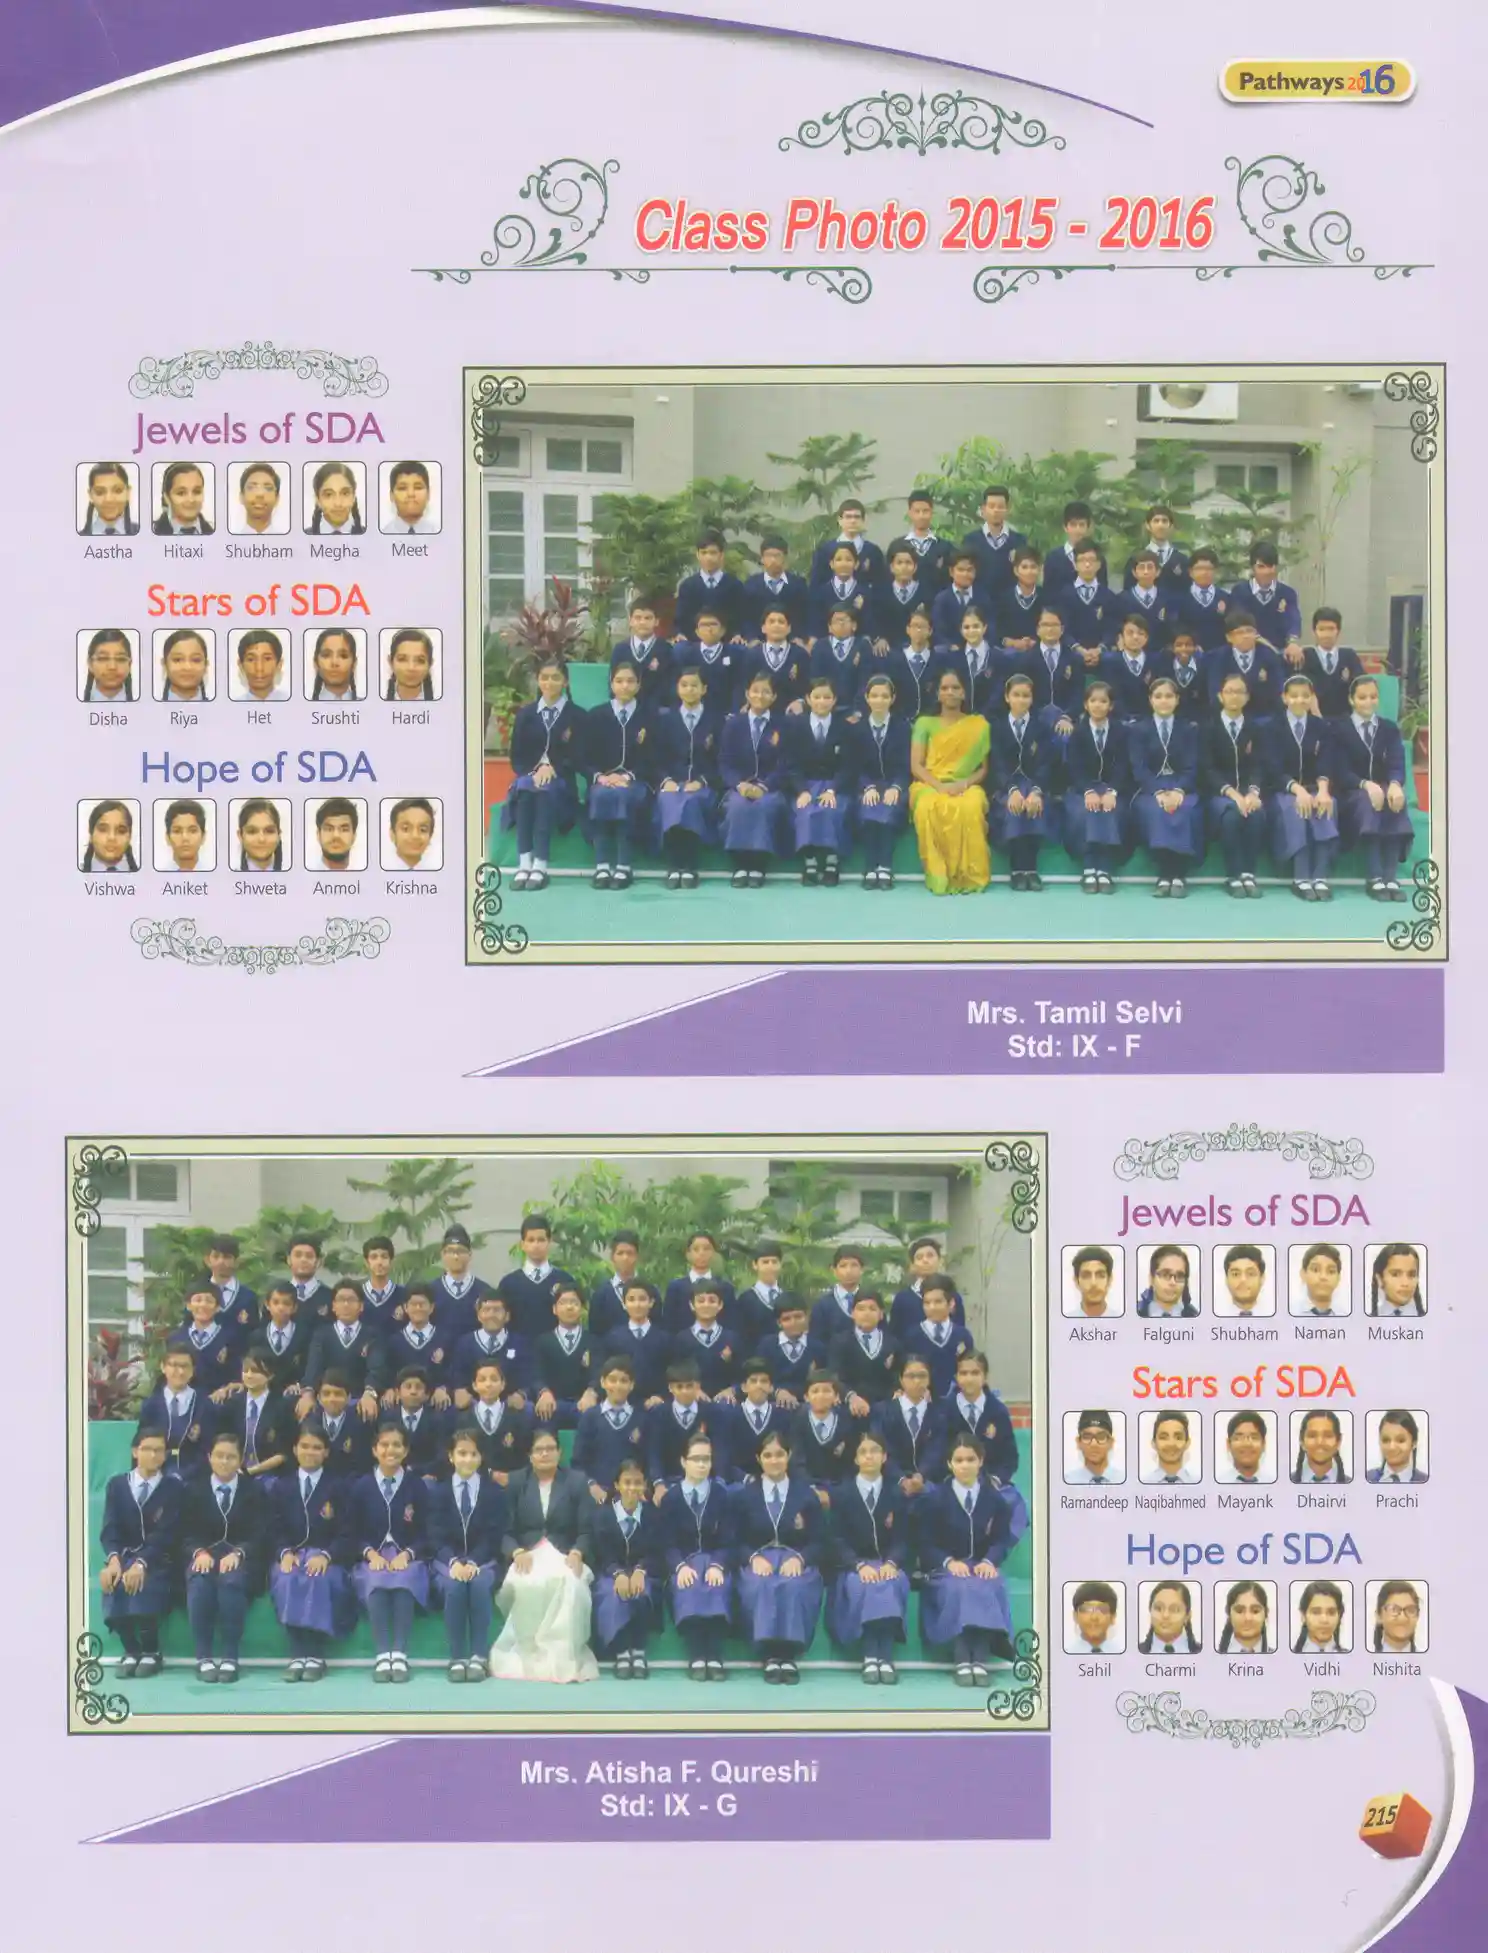 Pathways 2016
Class Photo 2015 - 2016
Jewels of SDA
Aastha Hitaxi Shubham Megha Meet
Stars of SDA
Disha Riya Het Srushti Hardi
Hope of SDA
Vishwa Aniket Shweta Anmol Krishna
Mrs. Tamil Selvi
Std: IX - F
Jewels of SDA
Akshar Falguni Shubham Naman Muskan
Stars of SDA
Ramandeep Naqibahmed Mayank Dhairvi Prachi
Hope of SDA
Sahil Charmi Krina Vidhi Nishita
Mrs. Atisha F. Qureshi
Std: IX - G
215